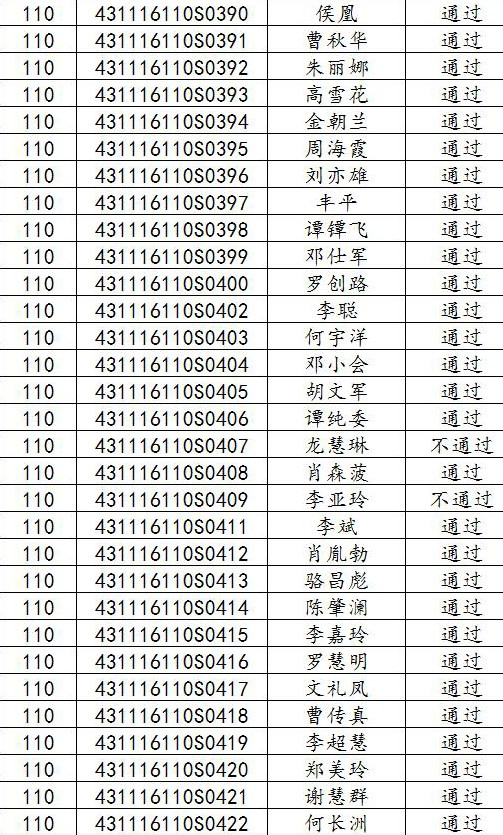 110 431116110S0390 侯凰 通过
110 431116110S0391 曹秋华 通过
110 431116110S0392 朱丽娜 通过
110 431116110S0393 高雪花 通过
110 431116110S0394 金朝兰 通过
110 431116110S0395 周海霞 通过
110 431116110S0396 刘亦雄 通过
110 431116110S0397 丰平 通过
110 431116110S0398 谭镡飞 通过
110 431116110S0399 邓仕军 通过
110 431116110S0400 罗创路 通过
110 431116110S0402 李聪 通过
110 431116110S0403 何宇洋 通过
110 431116110S0404 邓小会 通过
110 431116110S0405 胡文军 通过
110 431116110S0406 谭纯委 通过
110 431116110S0407 龙慧琳 不通过
110 431116110S0408 肖森菠 通过
110 431116110S0409 李亚玲 不通过
110 431116110S0411 李斌 通过
110 431116110S0412 肖胤勃 通过
110 431116110S0413 骆昌彪 通过
110 431116110S0414 陈肇澜 通过
110 431116110S0415 李嘉玲 通过
110 431116110S0416 罗慧明 通过
110 431116110S0417 文礼凤 通过
110 431116110S0418 曹传真 通过
110 431116110S0419 李超慧 通过
110 431116110S0420 郑美玲 通过
110 431116110S0421 谢慧群 通过
110 431116110S0422 何长洲 通过